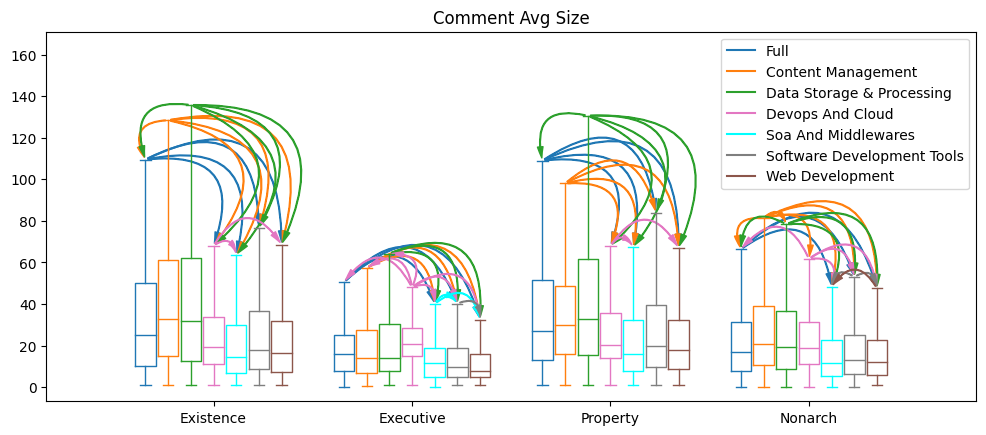 Comment Avg Size
160
140
120
100
80
60
40
20
0
Full
Content Management
Data Storage & Processing
Devops And Cloud
Soa And Middlewares
Software Development Tools
Web Development
Existence
Executive
Property
Nonarch